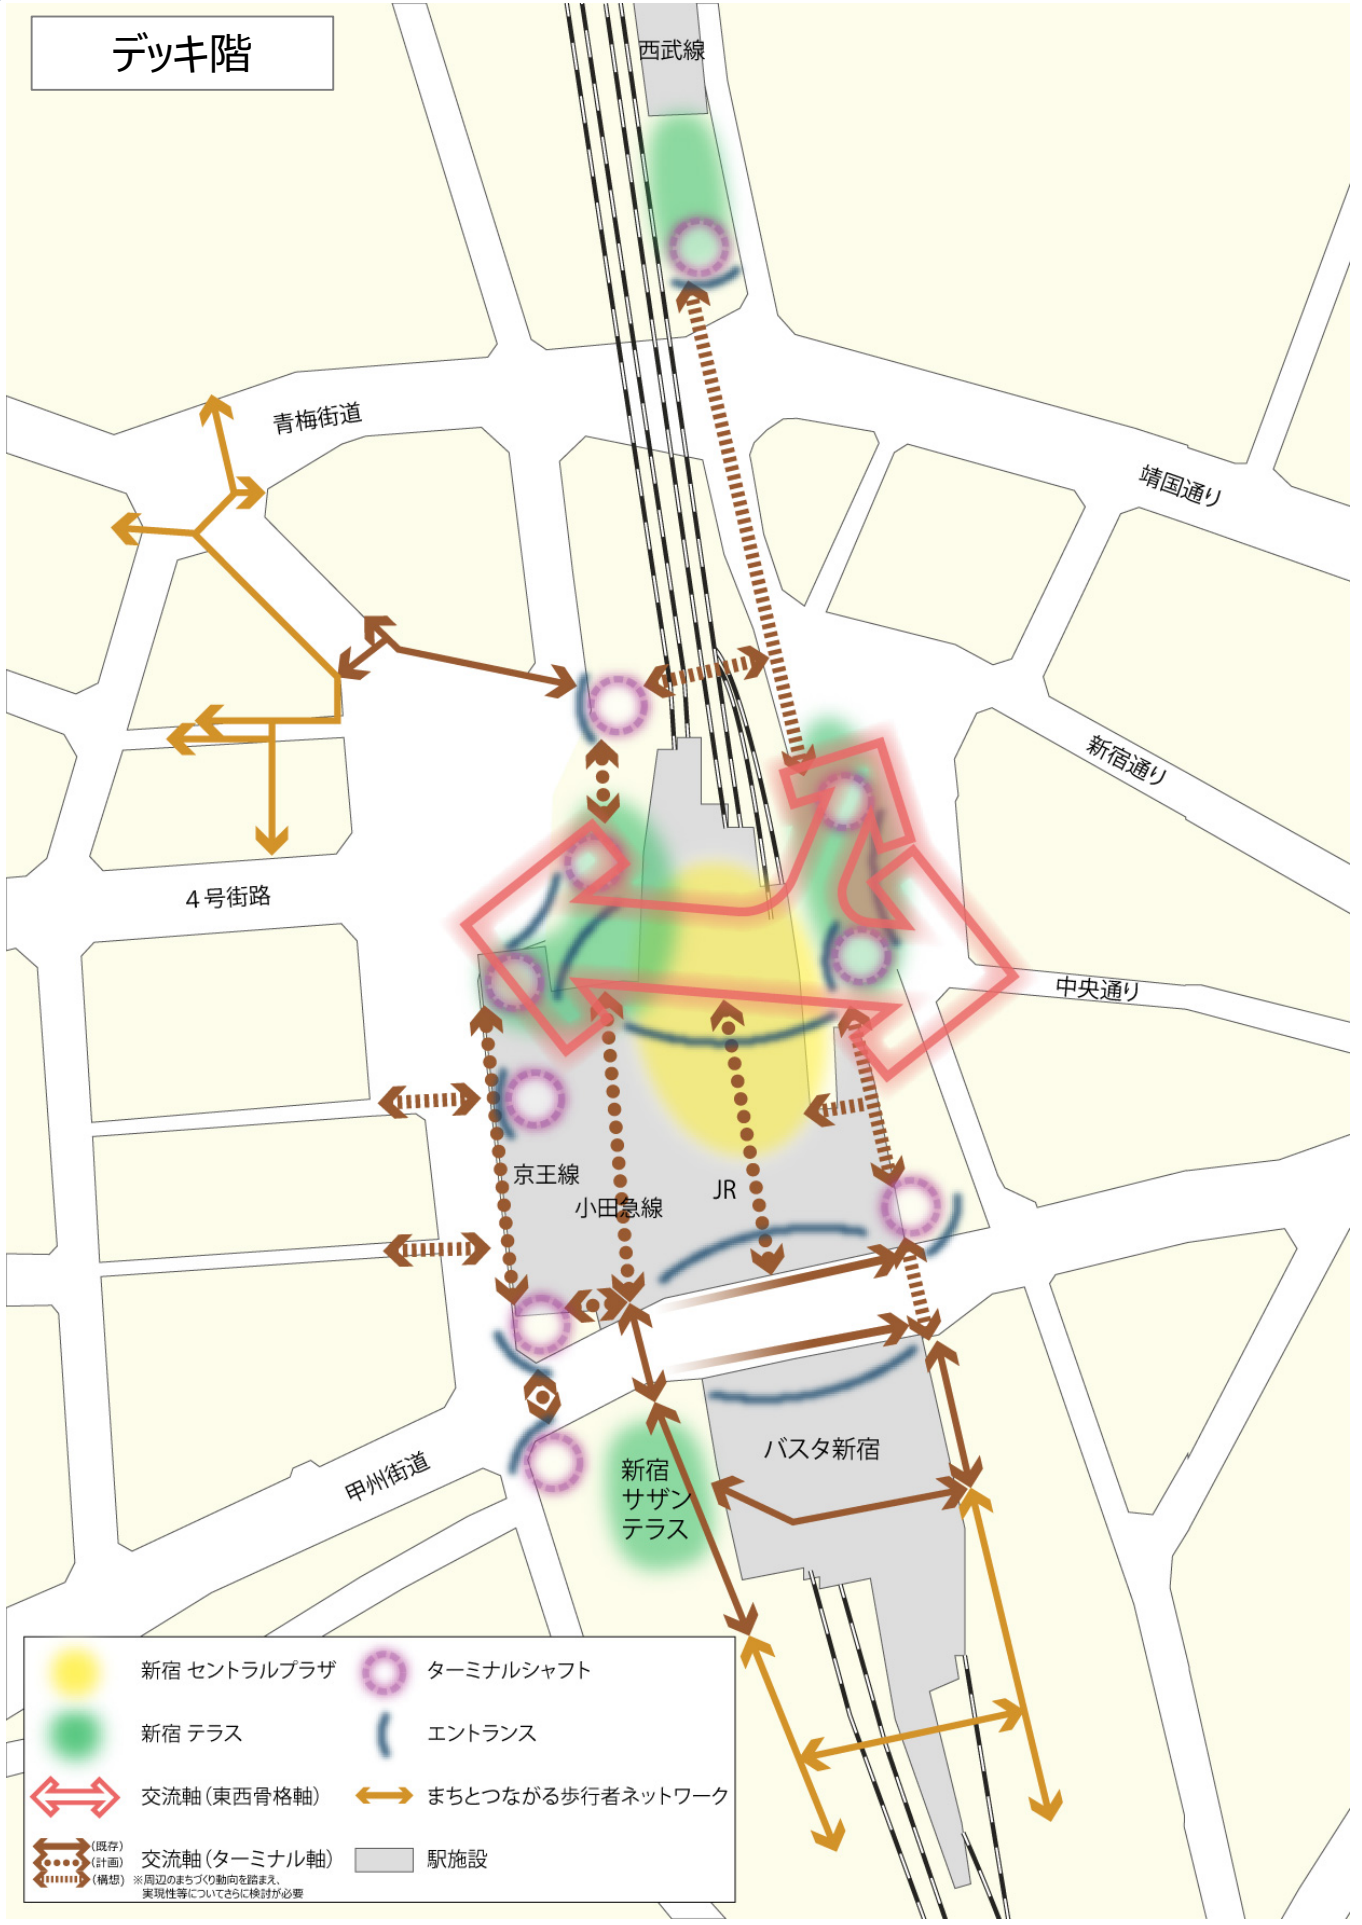 デッキ階
西武線
青梅街道
靖国通り
新宿通り
4号街路
中央通り
京王線
小田急線
JR
甲州街道
バスタ新宿
新宿
サザン
テラス
新宿 セントラルプラザ
ターミナルシャフト
新宿 テラス
エントランス
交流軸(東西骨格軸)
まちとつながる歩行者ネットワーク
(既存)
(計画)
(構想)
交流軸(ターミナル軸)
※周辺のまちづくり動向を踏まえ、
実現性等についてさらに検討が必要
駅施設